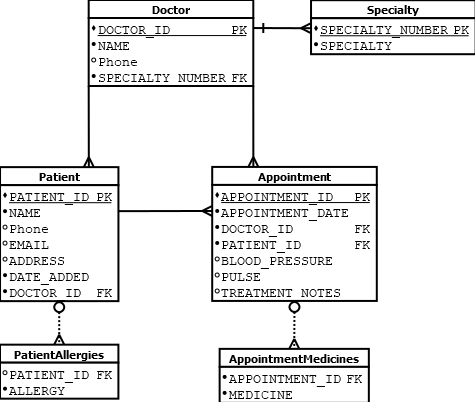 Doctor
DOCTOR_ID PK
NAME
Phone
SPECIALTY_NUMBER FK
Specialty
SPECIALTY_NUMBER PK
SPECIALTY
Patient
PATIENT_ID PK
NAME
Phone
EMAIL
ADDRESS
DATE_ADDED
DOCTOR_ID FK
Appointment
APPOINTMENT_ID PK
APPOINTMENT_DATE
DOCTOR_ID FK
PATIENT_ID FK
BLOOD_PRESSURE
PULSE
TREATMENT_NOTES
PatientAllergies
PATIENT_ID FK
ALLERGY
AppointmentMedicines
APPOINTMENT_ID FK
MEDICINE